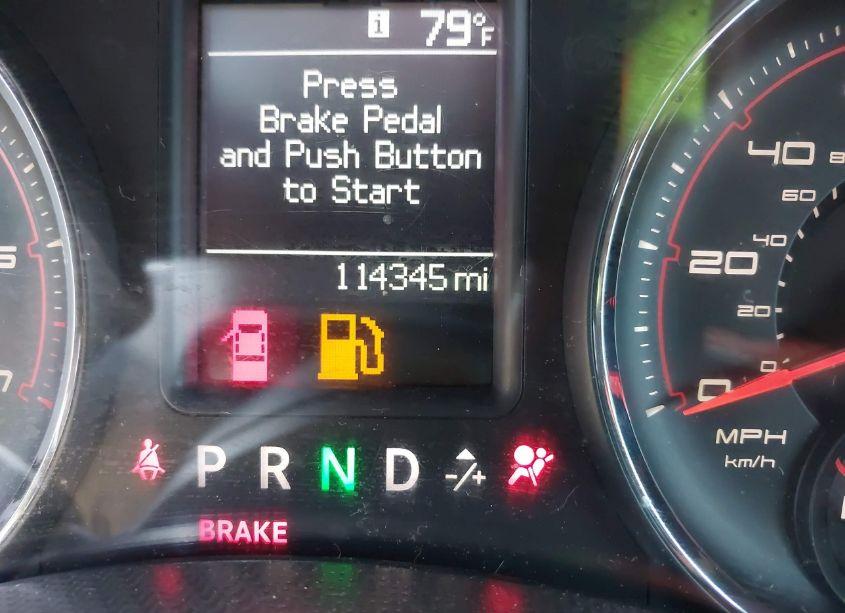 i 79°F
Press
Brake Pedal
and Push Button
to Start
114345 mi
P R N D -/+
BRAKE
40
60
20
40
20
0
0
MPH
km/h